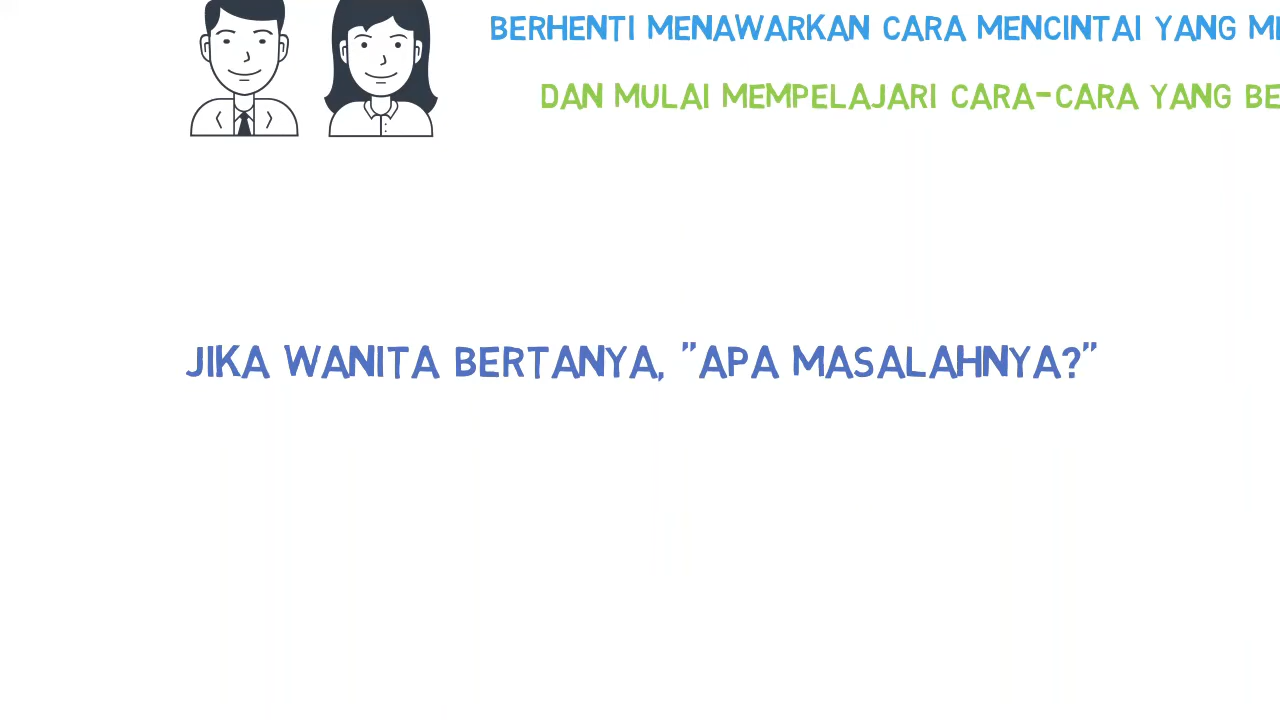 BERHENTI MENAWARKAN CARA MENCINTAI YANG
DAN MULAI MEMPELAJARI CARA-CARA YANG
JIKA WANITA BERTANYA, "APA MASALAHNYA?"